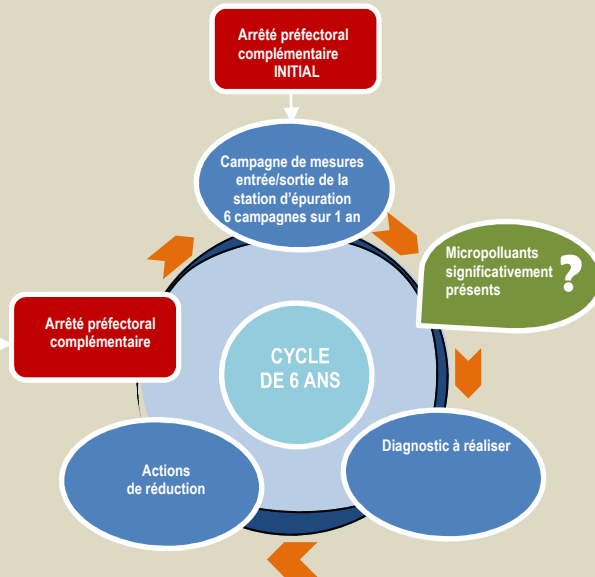 Arrêté préfectoral
complémentaire
INITIAL
Campagne de mesures
entrée/sortie de la
station d'épuration
6 campagnes sur 1 an
Micropolluants
significativement
présents
?
Arrêté préfectoral
complémentaire
CYCLE
DE 6 ANS
Diagnostic à réaliser
Actions
de réduction